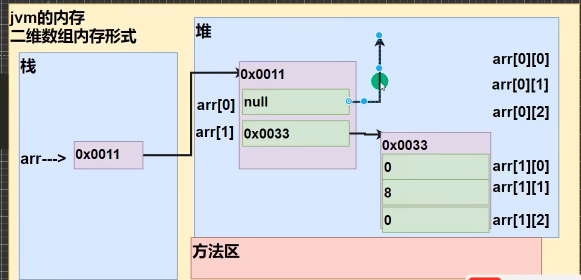 jvm的内存
二维数组内存形式
栈
arr--->
0x0011
堆
0x0011
arr[0]
null
arr[1]
0x0033
0x0033
0
8
0
arr[0][0]
arr[0][1]
arr[0][2]
arr[1][0]
arr[1][1]
arr[1][2]
方法区